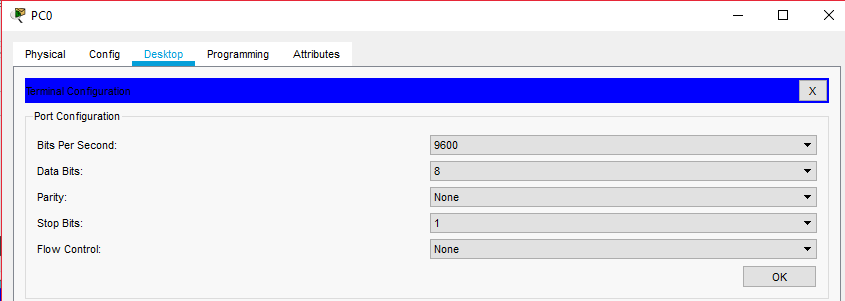 PC0
Physical Config Desktop Programming Attributes
Terminal Configuration
X
Port Configuration
Bits Per Second: 9600
Data Bits: 8
Parity: None
Stop Bits: 1
Flow Control: None
OK